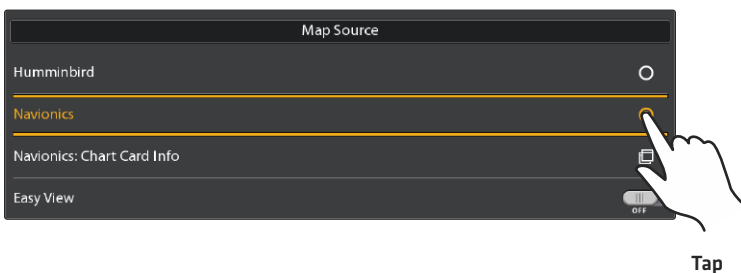 Map Source
Humminbird
Navionics
Navionics: Chart Card Info
Easy View
OFF
Tap